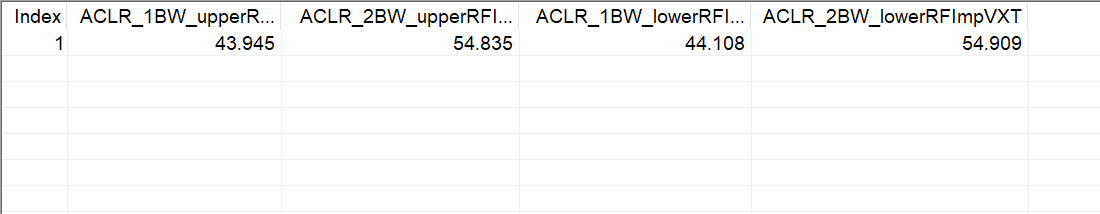 Index ACLR_1BW_upperR... ACLR_2BW_upperRFI... ACLR_1BW_lowerRFI... ACLR_2BW_lowerRFImpVXT
1 43.945 54.835 44.108 54.909